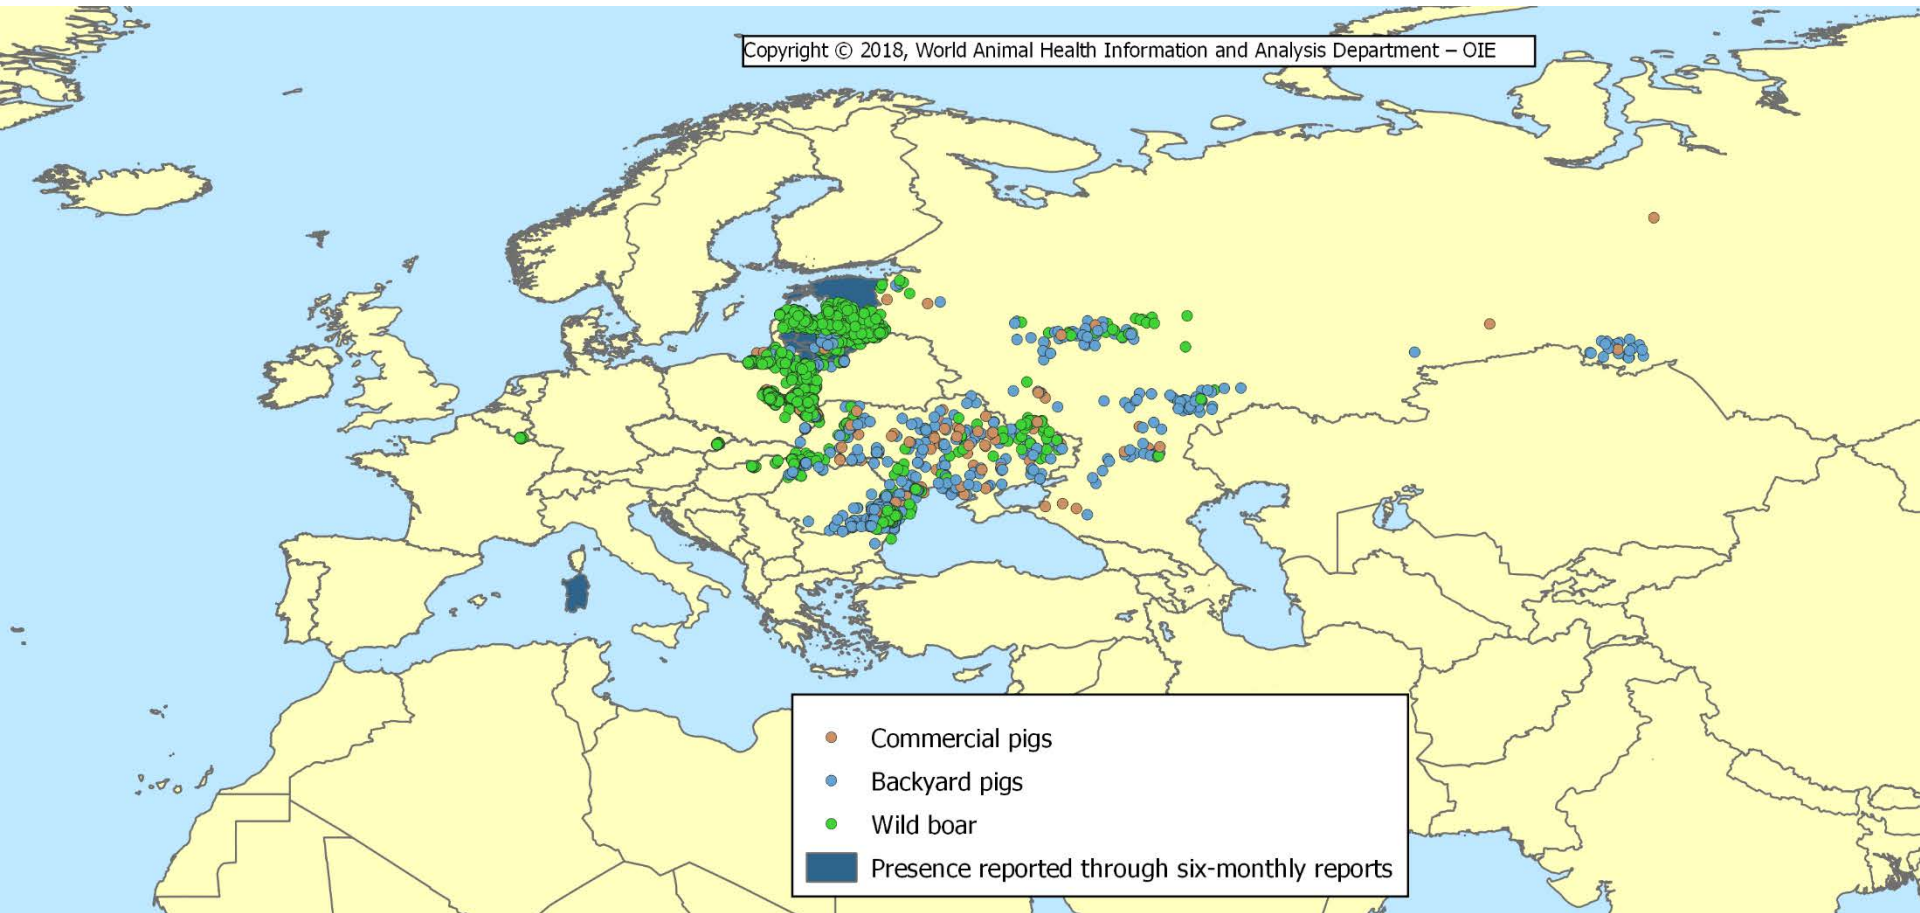 Copyright © 2018, World Animal Health Information and Analysis Department – OIE
Commercial pigs
Backyard pigs
Wild boar
Presence reported through six-monthly reports